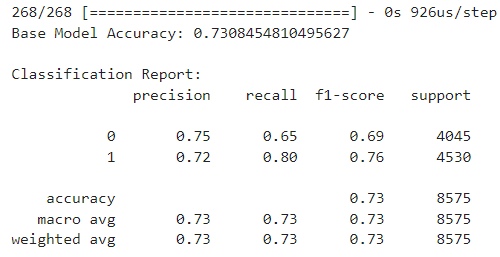 268/268 [==============================] - 0s 926us/step
Base Model Accuracy: 0.7308454810495627
Classification Report:
precision recall f1-score support
0 0.75 0.65 0.69 4045
1 0.72 0.80 0.76 4530
accuracy 0.73 8575
macro avg 0.73 0.73 0.73 8575
weighted avg 0.73 0.73 0.73 8575